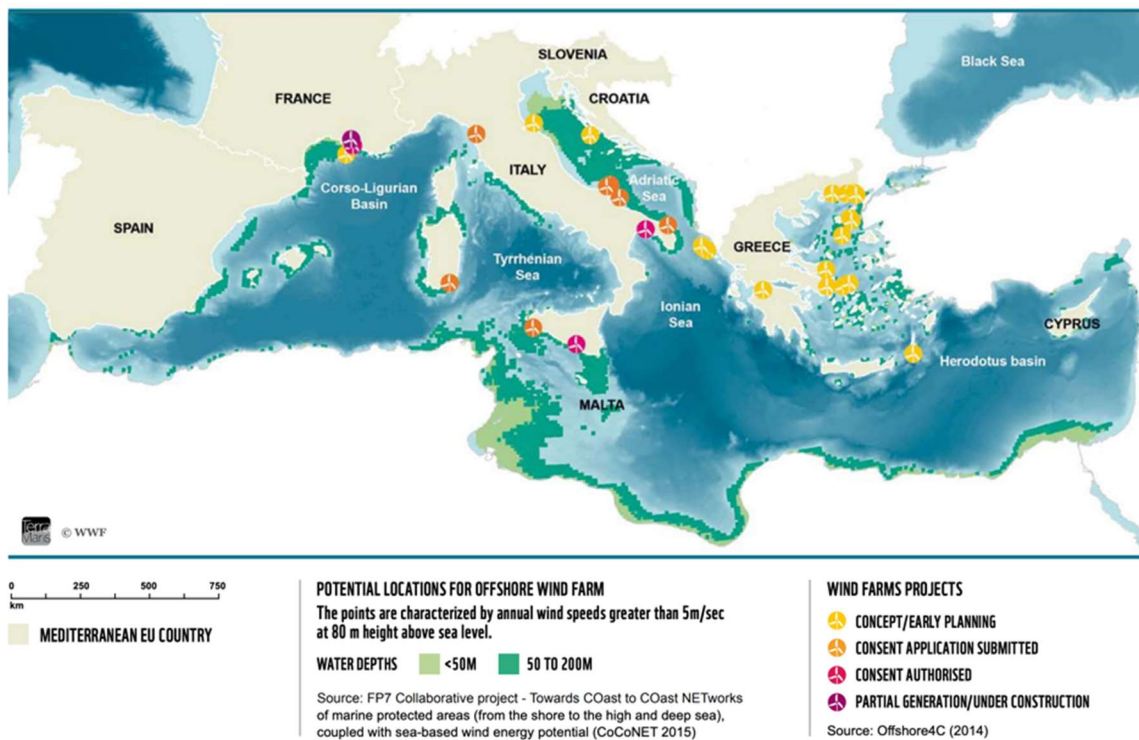 SLOVENIA
Black Sea
FRANCE
CROATIA
ITALY
Adriatic
Sea
Corso-Ligurian
Basin
SPAIN
GREECE
Tyrrhenian
Sea
Ionian
Sea
CYPRUS
Herodotus basin
MALTA
Terra
Maris
© WWF
0 250 500 750
km
MEDITERRANEAN EU COUNTRY
POTENTIAL LOCATIONS FOR OFFSHORE WIND FARM
The points are characterized by annual wind speeds greater than 5m/sec
at 80 m height above sea level.
WATER DEPTHS <50M 50 TO 200M
Source: FP7 Collaborative project - Towards COast to COast NETworks
of marine protected areas (from the shore to the high and deep sea),
coupled with sea-based wind energy potential (CoCoNET 2015)
WIND FARMS PROJECTS
CONCEPT/EARLY PLANNING
CONSENT APPLICATION SUBMITTED
CONSENT AUTHORISED
PARTIAL GENERATION/UNDER CONSTRUCTION
Source: Offshore4C (2014)